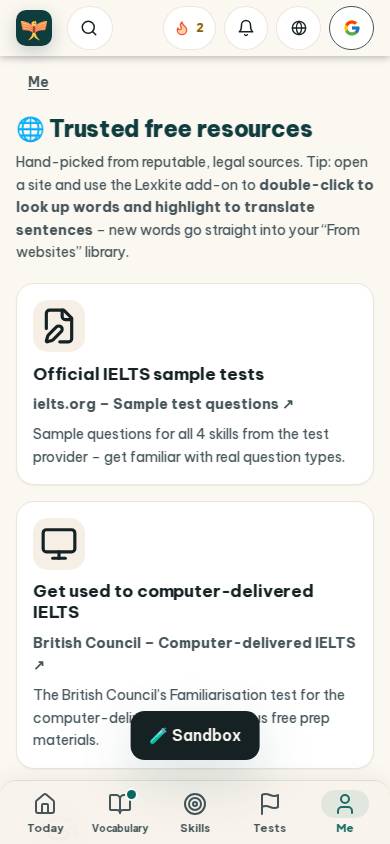 2
Me
🌐 Trusted free resources
Hand-picked from reputable, legal sources. Tip: open
a site and use the Lexkite add-on to double-click to
look up words and highlight to translate
sentences – new words go straight into your “From
websites” library.
Official IELTS sample tests
ielts.org – Sample test questions ↗
Sample questions for all 4 skills from the test
provider – get familiar with real question types.
Get used to computer-delivered
IELTS
British Council – Computer-delivered IELTS
↗
The British Council’s Familiarisation test for the
free prep
materials.
🧪 Sandbox
Today
Vocabulary
Skills
Tests
Me